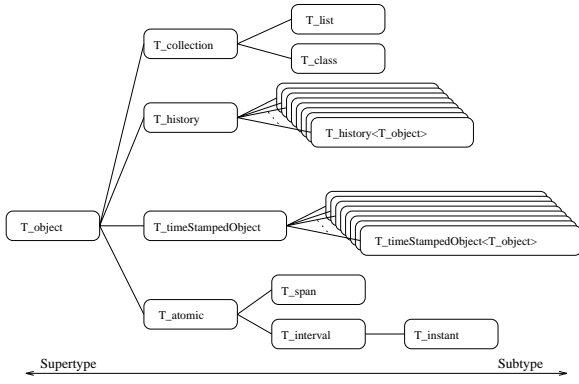 T_list
T_collection
T_class
T_history
T_history<T_object>
T_object
T_timeStampedObject
T_timeStampedObject<T_object>
T_span
T_atomic
T_interval
T_instant
Supertype
Subtype